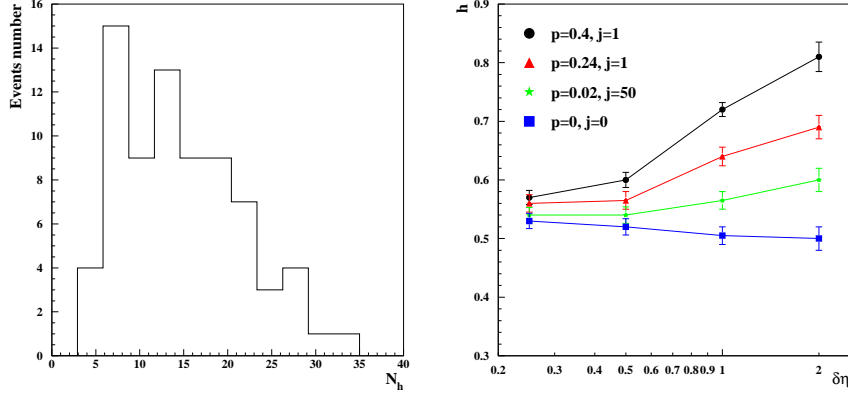 Events number
16
14
12
10
8
6
4
2
0
0 5 10 15 20 25 30 35 40
N_h
h
0.9
0.8
0.7
0.6
0.5
0.4
0.3
p=0.4, j=1
p=0.24, j=1
p=0.02, j=50
p=0, j=0
0.2 0.3 0.4 0.5 0.6 0.7 0.8 0.9 1 2
δη